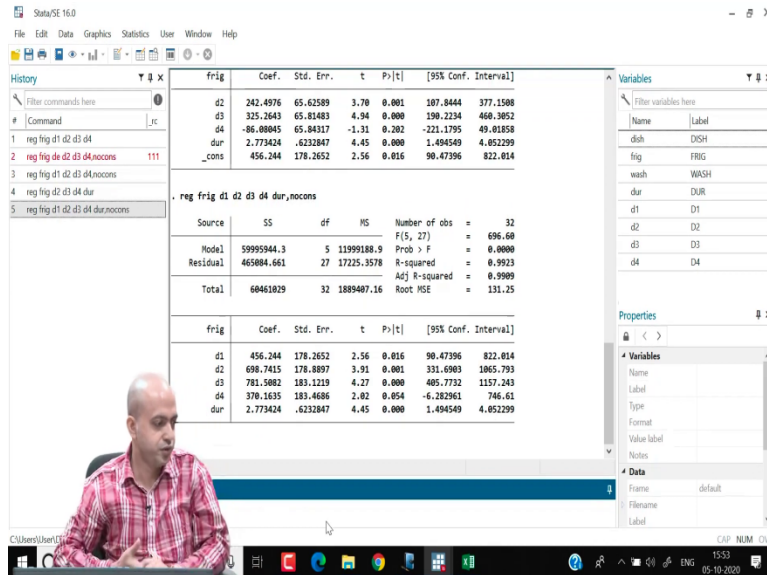 Stata/SE 16.0
File Edit Data Graphics Statistics User Window Help
History
Filter commands here
# Command _rc
1 reg frig d1 d2 d3 d4
2 reg frig de d2 d3 d4,nocons 111
3 reg frig d1 d2 d3 d4,nocons
4 reg frig d2 d3 d4 dur
5 reg frig d1 d2 d3 d4 dur,nocons
frig Coef. Std. Err. t P>|t| [95% Conf. Interval]
d2 242.4976 65.62589 3.70 0.001 107.8444 377.1508
d3 325.2643 65.81483 4.94 0.000 190.2234 460.3052
d4 -86.08045 65.84317 -1.31 0.202 -221.1795 49.01858
dur 2.773424 .6232847 4.45 0.000 1.494549 4.052299
_cons 456.244 178.2652 2.56 0.016 90.47396 822.014
. reg frig d1 d2 d3 d4 dur,nocons
Source SS df MS Number of obs = 32
F(5, 27) = 696.60
Model 59995944.3 5 11999188.9 Prob > F = 0.0000
Residual 465084.661 27 17225.3578 R-squared = 0.9923
Adj R-squared = 0.9909
Total 60461029 32 1889407.16 Root MSE = 131.25
frig Coef. Std. Err. t P>|t| [95% Conf. Interval]
d1 456.244 178.2652 2.56 0.016 90.47396 822.014
d2 698.7415 178.8897 3.91 0.001 331.6903 1065.793
d3 781.5082 183.1219 4.27 0.000 405.7732 1157.243
d4 370.1635 183.4686 2.02 0.054 -6.282961 746.61
dur 2.773424 .6232847 4.45 0.000 1.494549 4.052299
Variables
Filter variables here
Name Label
dish DISH
frig FRIG
wash WASH
dur DUR
d1 D1
d2 D2
d3 D3
d4 D4
Properties
Variables
Name
Label
Type
Format
Value label
Notes
Data
Frame default
Filename
Label
C:\Users\User\
CAP NUM
ENG
15:53
05-10-2020